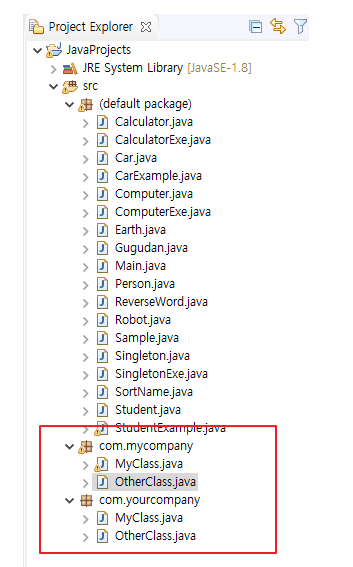 Project Explorer
JavaProjects
JRE System Library [JavaSE-1.8]
src
(default package)
Calculator.java
CalculatorExe.java
Car.java
CarExample.java
Computer.java
ComputerExe.java
Earth.java
Gugudan.java
Main.java
Person.java
ReverseWord.java
Robot.java
Sample.java
Singleton.java
SingletonExe.java
SortName.java
Student.java
StudentExample.java
com.mycompany
MyClass.java
OtherClass.java
com.yourcompany
MyClass.java
OtherClass.java